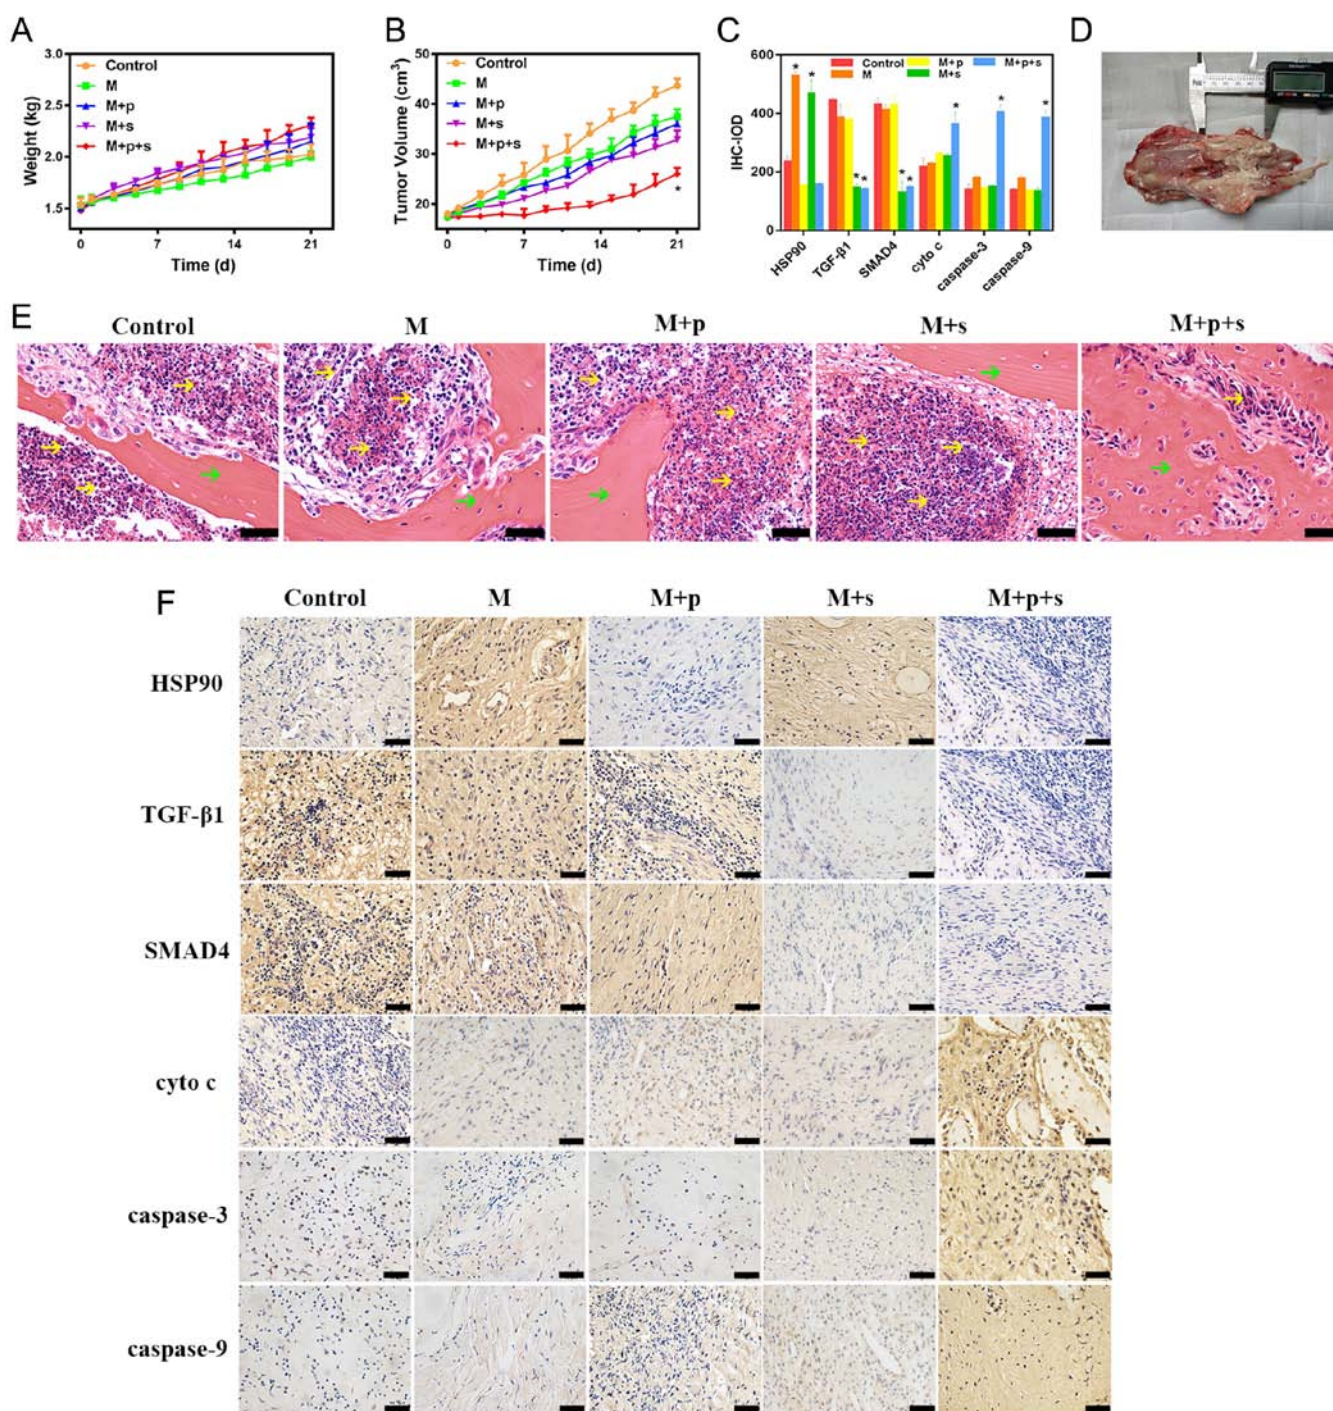 A
Weight (kg)
3.0
2.5
2.0
1.5
Control
M
M+p
M+s
M+p+s
0 7 14 21
Time (d)
B
Tumor Volume (cm³)
50
40
30
20
Control
M
M+p
M+s
M+p+s
0 7 14 21
Time (d)
C
IHC-IOD
600
400
200
0
Control M+p M+p+s
M M+s
* * * * * * * * *
HSP90 TGF-β1 SMAD4 cyto c caspase-3 caspase-9
D
E
Control M M+p M+s M+p+s
F
Control M M+p M+s M+p+s
HSP90
TGF-β1
SMAD4
cyto c
caspase-3
caspase-9
*